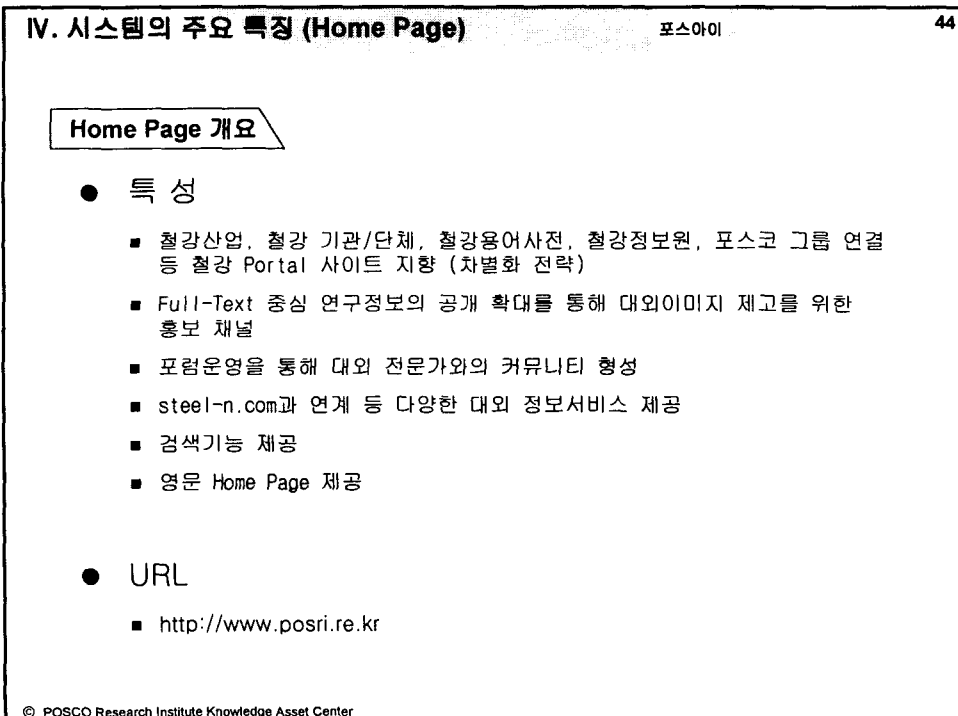 Ⅳ. 시스템의 주요 특징 (Home Page) 포스아이 44
Home Page 개요
● 특 성
■ 철강산업, 철강 기관/단체, 철강용어사전, 철강정보원, 포스코 그룹 연결
등 철강 Portal 사이트 지향 (차별화 전략)
■ Full-Text 중심 연구정보의 공개 확대를 통해 대외이미지 제고를 위한
홍보 채널
■ 포럼운영을 통해 대외 전문가와의 커뮤니티 형성
■ steel-n.com과 연계 등 다양한 대외 정보서비스 제공
■ 검색기능 제공
■ 영문 Home Page 제공
● URL
■ http://www.posri.re.kr
© POSCO Research Institute Knowledge Asset Center